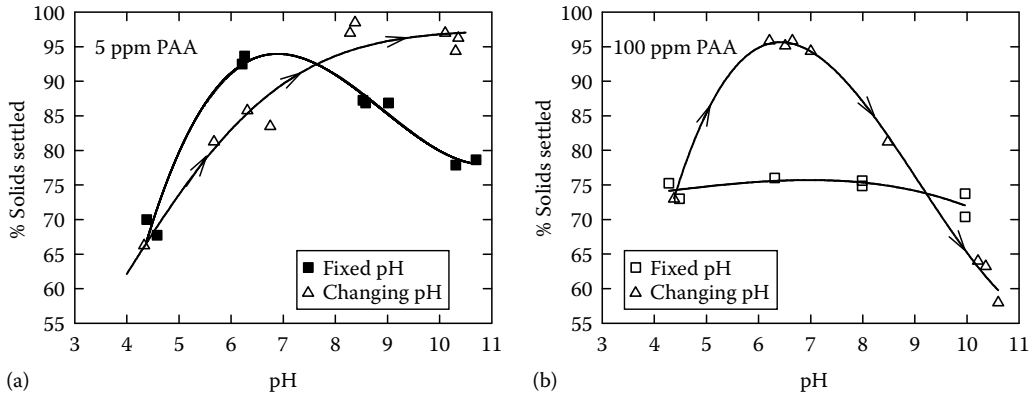 100
95
90
85
80
75
70
65
60
55
% Solids settled
5 ppm PAA
Fixed pH
Changing pH
3 4 5 6 7 8 9 10 11
pH
(a)
100
95
90
85
80
75
70
65
60
55
% Solids settled
100 ppm PAA
Fixed pH
Changing pH
3 4 5 6 7 8 9 10 11
pH
(b)